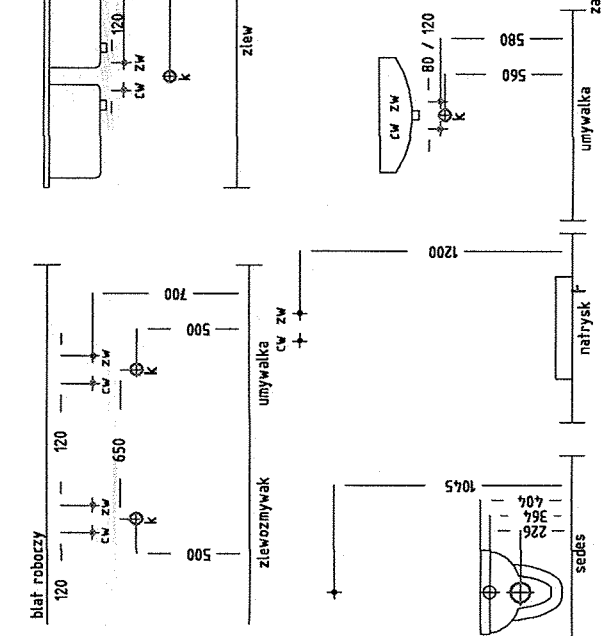 120
cw zw
k
zlew
80 / 120
cw zw
k
580
560
umywalka
za
blat roboczy
120
120
cw zw
cw zw
650
k
k
700
500
500
zlewozmywak
umywalka
cw zw
1200
natrysk
1045
404
364
226
sedes